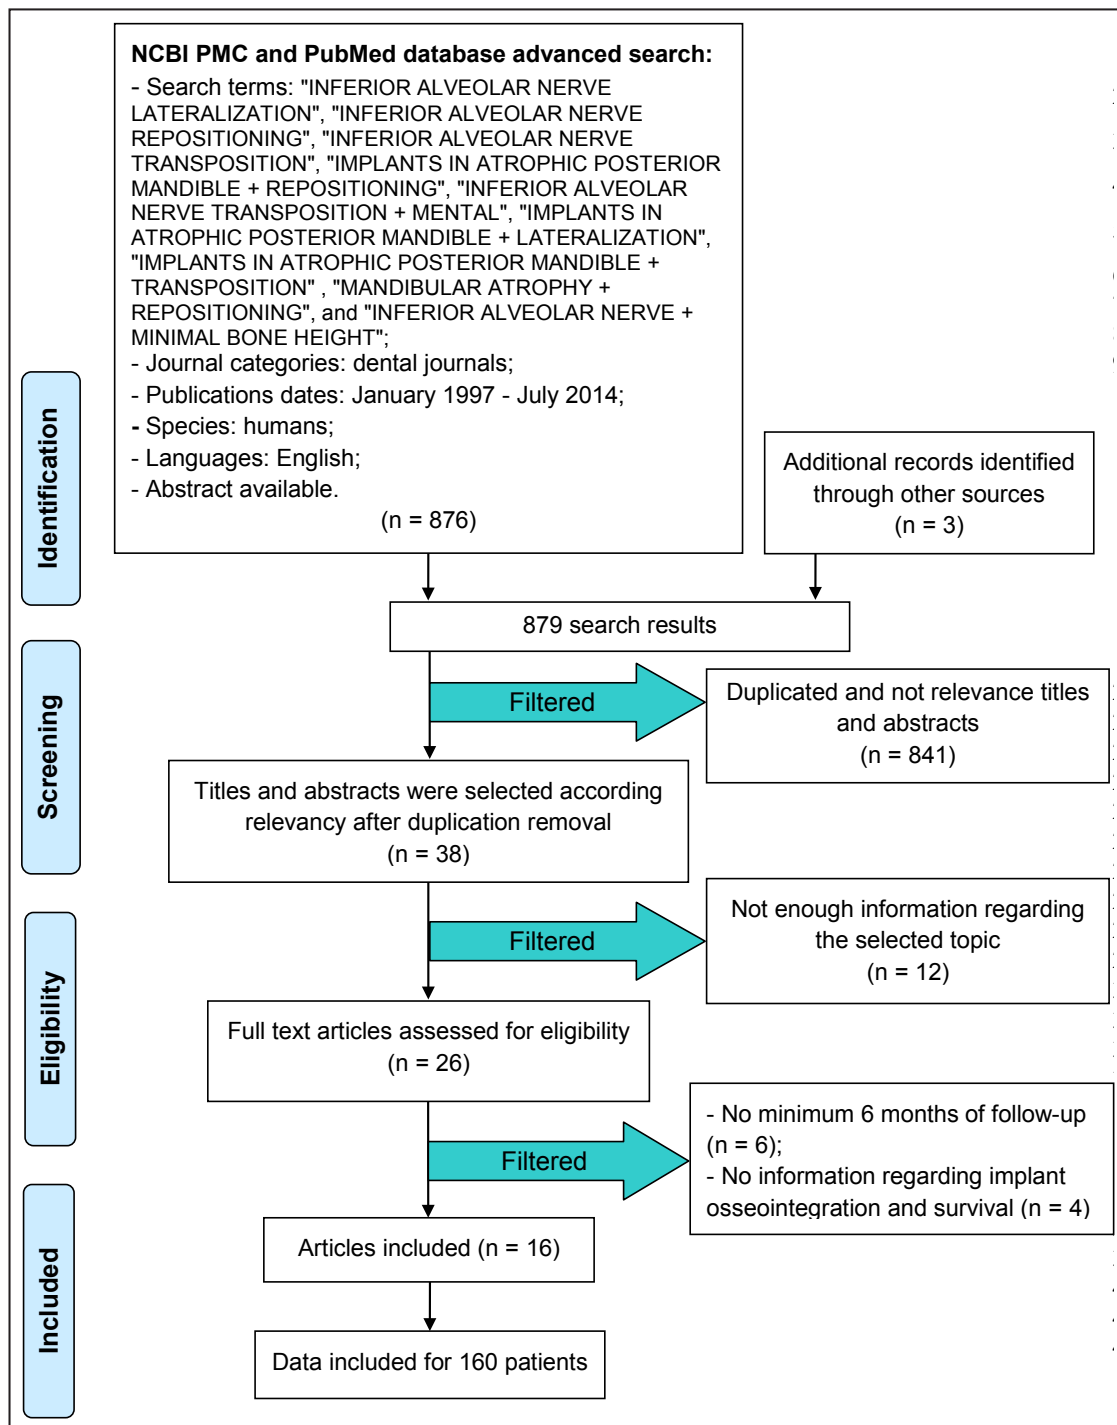 NCBI PMC and PubMed database advanced search:
- Search terms: "INFERIOR ALVEOLAR NERVE
LATERALIZATION", "INFERIOR ALVEOLAR NERVE
REPOSITIONING", "INFERIOR ALVEOLAR NERVE
TRANSPOSITION", "IMPLANTS IN ATROPHIC POSTERIOR
MANDIBLE + REPOSITIONING", "INFERIOR ALVEOLAR
NERVE TRANSPOSITION + MENTAL", "IMPLANTS IN
ATROPHIC POSTERIOR MANDIBLE + LATERALIZATION",
"IMPLANTS IN ATROPHIC POSTERIOR MANDIBLE +
TRANSPOSITION" , "MANDIBULAR ATROPHY +
REPOSITIONING", and "INFERIOR ALVEOLAR NERVE +
MINIMAL BONE HEIGHT";
- Journal categories: dental journals;
- Publications dates: January 1997 - July 2014;
- Species: humans;
- Languages: English;
- Abstract available.
(n = 876)
Additional records identified
through other sources
(n = 3)
Identification
879 search results
Screening
Filtered
Duplicated and not relevance titles
and abstracts
(n = 841)
Titles and abstracts were selected according
relevancy after duplication removal
(n = 38)
Eligibility
Filtered
Not enough information regarding
the selected topic
(n = 12)
Full text articles assessed for eligibility
(n = 26)
Filtered
- No minimum 6 months of follow-up
(n = 6);
- No information regarding implant
osseointegration and survival (n = 4)
Included
Articles included (n = 16)
Data included for 160 patients